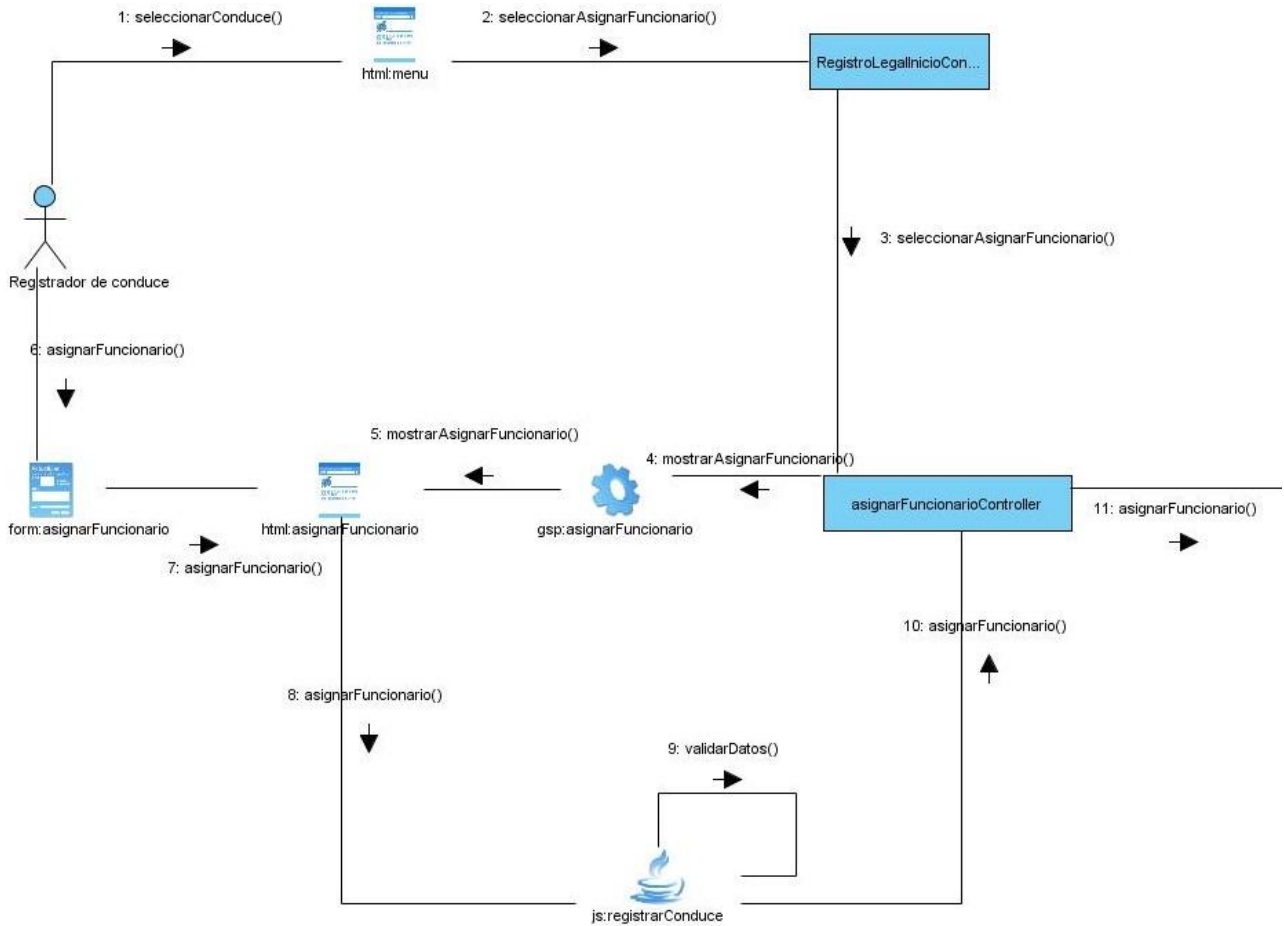 1: seleccionarConduce()
2: seleccionarAsignarFuncionario()
html:menu
RegistroLegalInicioCon...
3: seleccionarAsignarFuncionario()
Registrador de conduce
6: asignarFuncionario()
5: mostrarAsignarFuncionario()
4: mostrarAsignarFuncionario()
form:asignarFuncionario
html:asignarFuncionario
gsp:asignarFuncionario
asignarFuncionarioController
11: asignarFuncionario()
7: asignarFuncionario()
10: asignarFuncionario()
8: asignarFuncionario()
9: validarDatos()
js:registrarConduce